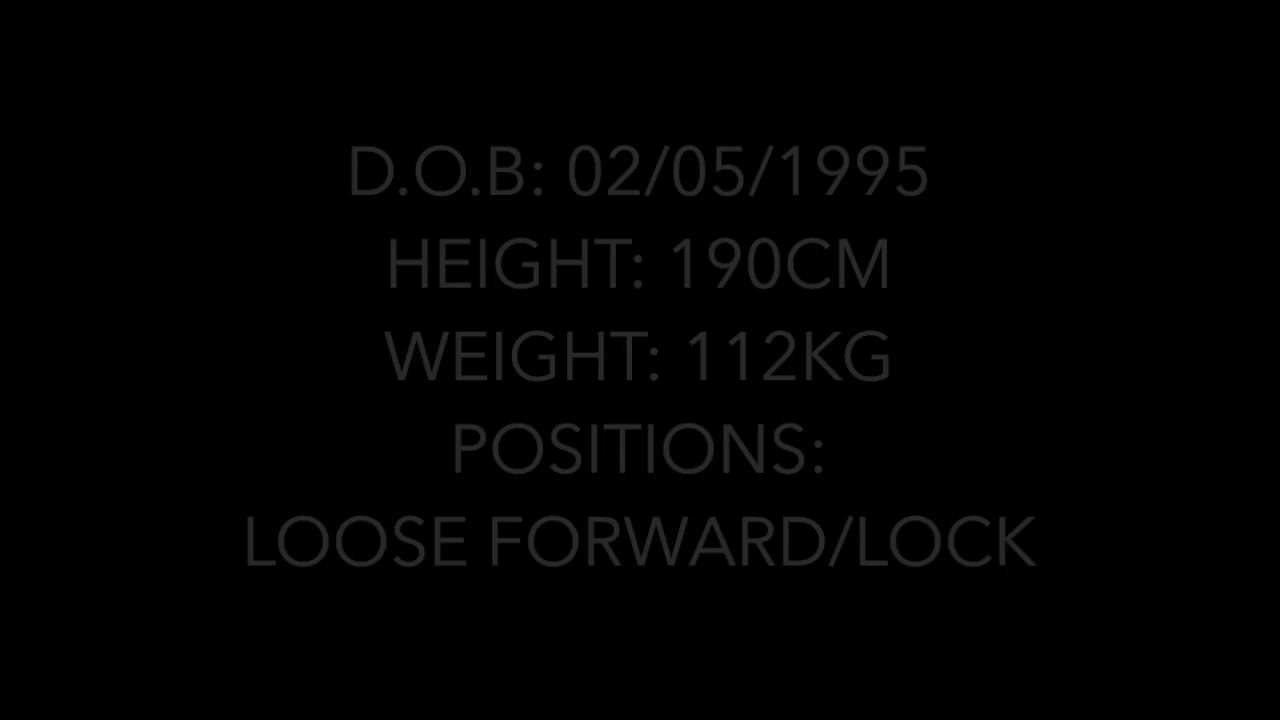 D.O.B: 02/05/1995
HEIGHT: 190CM
WEIGHT: 112KG
POSITIONS:
LOOSE FORWARD/LOCK